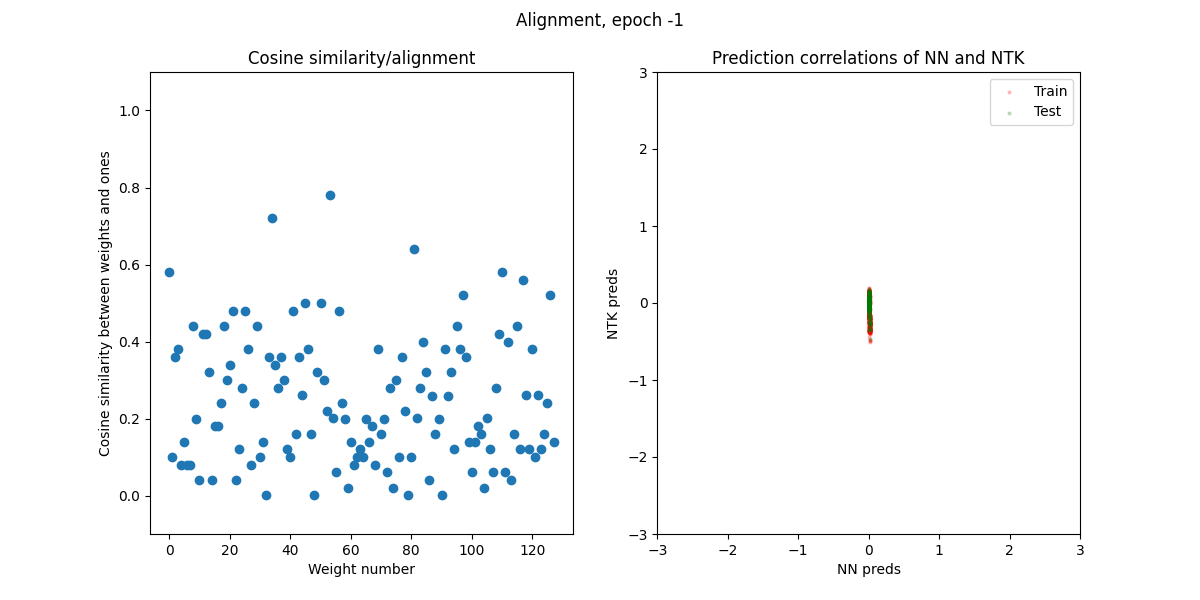 Alignment, epoch -1
Cosine similarity/alignment
Cosine similarity between weights and ones
1.0
0.8
0.6
0.4
0.2
0.0
0 20 40 60 80 100 120
Weight number
Prediction correlations of NN and NTK
Train
Test
NTK preds
3
2
1
0
−1
−2
−3
−3 −2 −1 0 1 2 3
NN preds